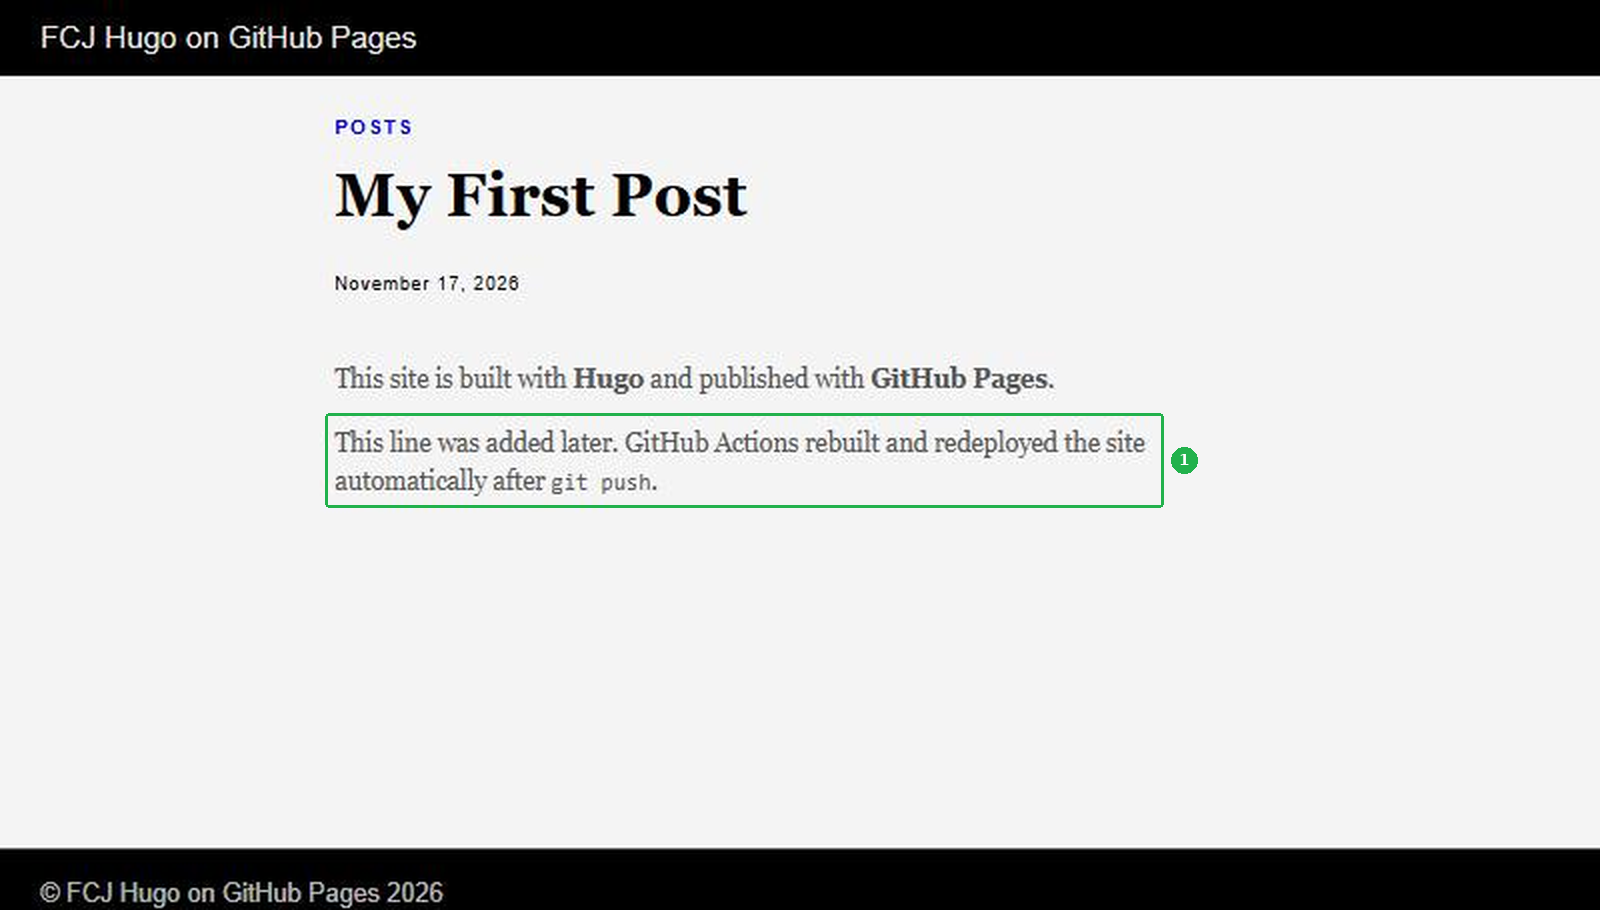 FCJ Hugo on GitHub Pages
POSTS
My First Post
November 17, 2026
This site is built with Hugo and published with GitHub Pages.
This line was added later. GitHub Actions rebuilt and redeployed the site
automatically after git push.
1
© FCJ Hugo on GitHub Pages 2026